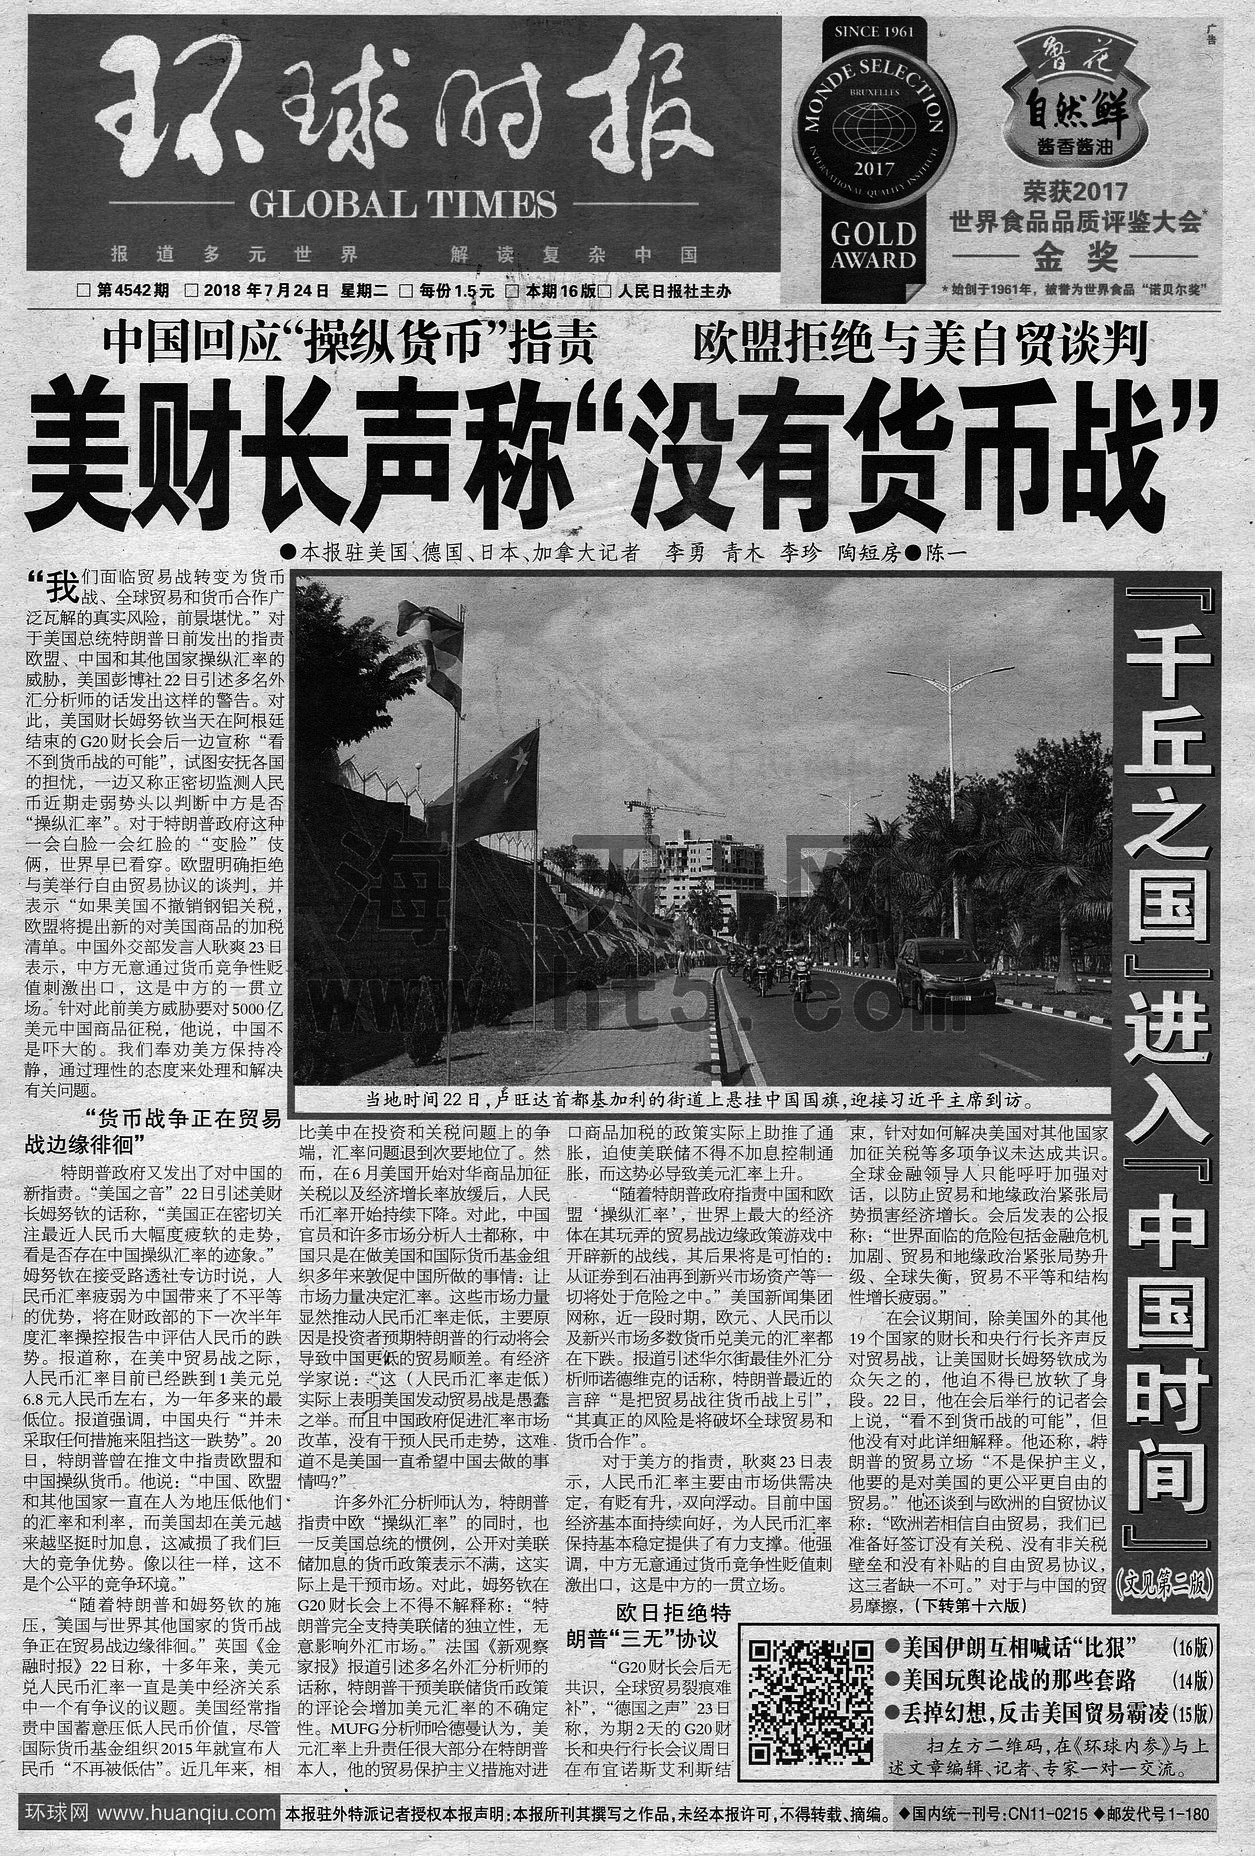 环球时报
GLOBAL TIMES
报道多元世界 解读复杂中国
SINCE 1961
MONDE SELECTION
BRUXELLES
INTERNATIONAL QUALITY INSTITUTE
2017
GOLD
AWARD
广告
鲁花
自然鲜
酱香酱油
荣获2017
世界食品品质评鉴大会*
金奖
*始创于1961年，被誉为世界食品“诺贝尔奖”
□ 第4542期 □ 2018年7月24日 星期二 □ 每份1.5元 □ 本期16版 □ 人民日报社主办
中国回应“操纵货币”指责 欧盟拒绝与美自贸谈判
美财长声称“没有货币战”
●本报驻美国、德国、日本、加拿大记者 李勇 青木 李珍 陶短房●陈一
“我们面临贸易战转变为货币
战、全球贸易和货币合作广
泛瓦解的真实风险，前景堪忧。”对
于美国总统特朗普日前发出的指责
欧盟、中国和其他国家操纵汇率的
威胁，美国彭博社22日引述多名外
汇分析师的话发出这样的警告。对
此，美国财长姆努钦当天在阿根廷
结束的G20财长会后一边宣称“看
不到货币战的可能”，试图安抚各国
的担忧，一边又称正密切监测人民
币近期走弱势头以判断中方是否
“操纵汇率”。对于特朗普政府这种
一会白脸一会红脸的“变脸”伎
俩，世界早已看穿。欧盟明确拒绝
与美举行自由贸易协议的谈判，并
表示“如果美国不撤销钢铝关税，
欧盟将提出新的对美国商品的加税
清单。中国外交部发言人耿爽23日
表示，中方无意通过货币竞争性贬
值刺激出口，这是中方的一贯立
场。针对此前美方威胁要对5000亿
美元中国商品征税，他说，中国不
是吓大的。我们奉劝美方保持冷
静，通过理性的态度来处理和解决
有关问题。
“货币战争正在贸易
战边缘徘徊”
特朗普政府又发出了对中国的
新指责。“美国之音”22日引述美财
长姆努钦的话称，“美国正在密切关
注最近人民币大幅度疲软的走势，
看是否存在中国操纵汇率的迹象。”
姆努钦在接受路透社专访时说，人
民币汇率疲弱为中国带来了不平等
的优势，将在财政部的下一次半年
度汇率操控报告中评估人民币的跌
势。报道称，在美中贸易战之际，
人民币汇率目前已经跌到1美元兑
6.8元人民币左右，为一年多来的最
低位。报道强调，中国央行“并未
采取任何措施来阻挡这一跌势”。20
日，特朗普曾在推文中指责欧盟和
中国操纵货币。他说：“中国、欧盟
和其他国家一直在人为地压低他们
的汇率和利率，而美国却在美元越
来越坚挺时加息，这减损了我们巨
大的竞争优势。像以往一样，这不
是个公平的竞争环境。”
“随着特朗普和姆努钦的施
压，美国与世界其他国家的货币战
争正在贸易战边缘徘徊。”英国《金
融时报》22日称，十多年来，美元
兑人民币汇率一直是美中经济关系
中一个有争议的议题。美国经常指
责中国蓄意压低人民币价值，尽管
国际货币基金组织2015年就宣布人
民币“不再被低估”。近几年来，相
海天网
www.ht5.com
当地时间22日，卢旺达首都基加利的街道上悬挂中国国旗，迎接习近平主席到访。
比美中在投资和关税问题上的争
端，汇率问题退到次要地位了。然
而，在6月美国开始对华商品加征
关税以及经济增长率放缓后，人民
币汇率开始持续下降。对此，中国
官员和许多市场分析人士都称，中
国只是在做美国和国际货币基金组
织多年来敦促中国所做的事情：让
市场力量决定汇率。这些市场力量
显然推动人民币汇率走低，主要原
因是投资者预期特朗普的行动将会
导致中国更低的贸易顺差。有经济
学家说：“这（人民币汇率走低）
实际上表明美国发动贸易战是愚蠢
之举。而且中国政府促进汇率市场
改革，没有干预人民币走势，这难
道不是美国一直希望中国去做的事
情吗?”
许多外汇分析师认为，特朗普
指责中欧“操纵汇率”的同时，也
一反美国总统的惯例，公开对美联
储加息的货币政策表示不满，这实
际上是干预市场。对此，姆努钦在
G20财长会上不得不解释称：“特
朗普完全支持美联储的独立性，无
意影响外汇市场。”法国《新观察
家报》报道引述多名外汇分析师的
话称，特朗普干预美联储货币政策
的评论会增加美元汇率的不确定
性。MUFG分析师哈德曼认为，美
元汇率上升责任很大部分在特朗普
本人，他的贸易保护主义措施对进
口商品加税的政策实际上助推了通
胀，迫使美联储不得不加息控制通
胀，而这势必导致美元汇率上升。
“随着特朗普政府指责中国和欧
盟‘操纵汇率’，世界上最大的经济
体在其玩弄的贸易战边缘政策游戏中
开辟新的战线，其后果将是可怕的：
从证券到石油再到新兴市场资产等一
切将处于危险之中。”美国新闻集团
网称，近一段时期，欧元、人民币以
及新兴市场多数货币兑美元的汇率都
在下跌。报道引述华尔街最佳外汇分
析师诺德维克的话称，特朗普最近的
言辞“是把贸易战往货币战上引”，
“其真正的风险是将破坏全球贸易和
货币合作”。
对于美方的指责，耿爽23日表
示，人民币汇率主要由市场供需决
定，有贬有升，双向浮动。目前中国
经济基本面持续向好，为人民币汇率
保持基本稳定提供了有力支撑。他强
调，中方无意通过货币竞争性贬值刺
激出口，这是中方的一贯立场。
欧日拒绝特
朗普“三无”协议
“G20财长会后无
共识，全球贸易裂痕难
补”，“德国之声”23日
称，为期2天的G20财
长和央行行长会议周日
在布宜诺斯艾利斯结
束，针对如何解决美国对其他国家
加征关税等多项争议未达成共识。
全球金融领导人只能呼吁加强对
话，以防止贸易和地缘政治紧张局
势损害经济增长。会后发表的公报
称：“世界面临的危险包括金融危机
加剧、贸易和地缘政治紧张局势升
级、全球失衡，贸易不平等和结构
性增长疲弱。”
在会议期间，除美国外的其他
19个国家的财长和央行行长齐声反
对贸易战，让美国财长姆努钦成为
众矢之的，他迫不得已放软了身
段。22日，他在会后举行的记者会
上说，“看不到货币战的可能”，但
他没有对此详细解释。他还称，特
朗普的贸易立场“不是保护主义，
他要的是对美国的更公平更自由的
贸易。”他还谈到与欧洲的自贸协议
称：“欧洲若相信自由贸易，我们已
准备好签订没有关税、没有非关税
壁垒和没有补贴的自由贸易协议，
这三者缺一不可。”对于与中国的贸
易摩擦，（下转第十六版）
『千丘之国』进入『中国时间』
（文见第二版）
●美国伊朗互相喊话“比狠” （16版）
●美国玩舆论战的那些套路 （14版）
●丢掉幻想，反击美国贸易霸凌（15版）
扫左方二维码，在《环球内参》与上
述文章编辑、记者、专家一对一交流。
环球网 www.huanqiu.com 本报驻外特派记者授权本报声明：本报所刊其撰写之作品，未经本报许可，不得转载、摘编。 ◆国内统一刊号：CN11-0215 ◆邮发代号1-180